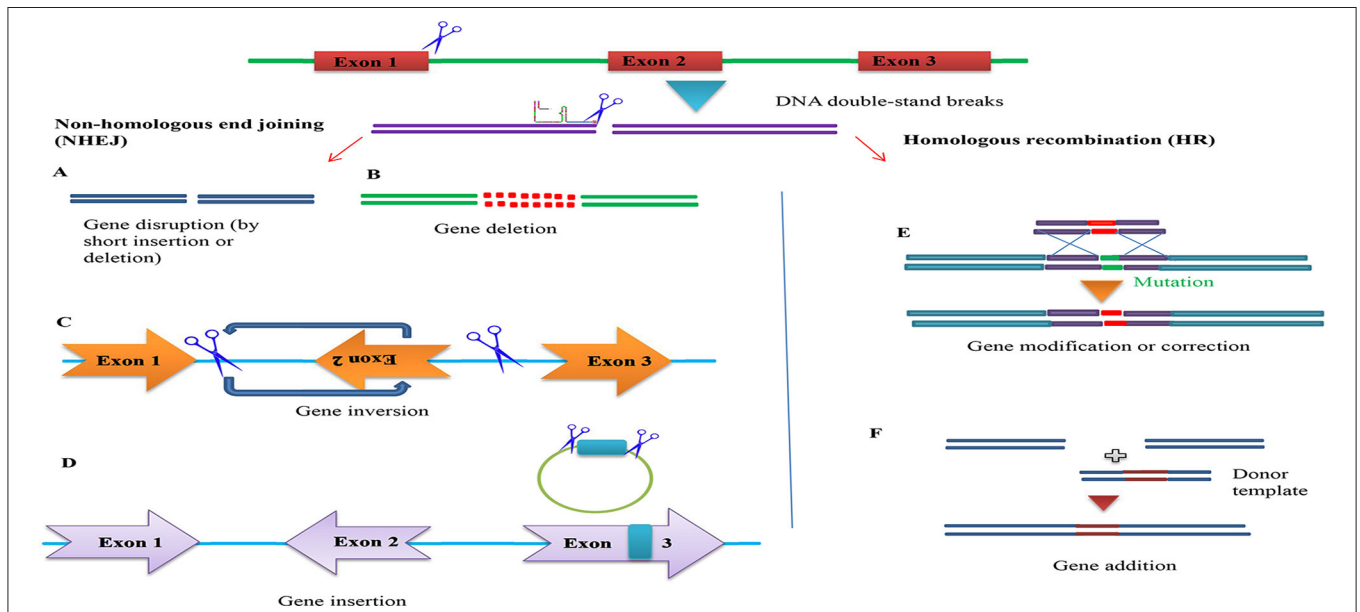 Exon 1
Exon 2
Exon 3
DNA double-stand breaks
Non-homologous end joining
(NHEJ)
Homologous recombination (HR)
A
Gene disruption (by
short insertion or
deletion)
B
Gene deletion
C
Exon 1
Exon 2
Exon 3
Gene inversion
D
Exon 1
Exon 2
Exon 3
Gene insertion
E
Mutation
Gene modification or correction
F
Donor
template
Gene addition